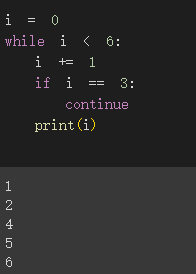 i = 0
while i < 6:
    i += 1
    if i == 3:
        continue
    print(i)
1
2
4
5
6